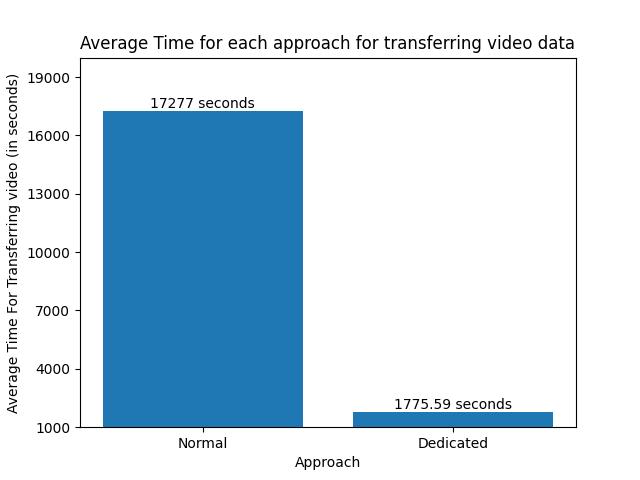 Average Time for each approach for transferring video data
Average Time For Transferring video (in seconds)
19000
16000
13000
10000
7000
4000
1000
17277 seconds
1775.59 seconds
Normal
Dedicated
Approach